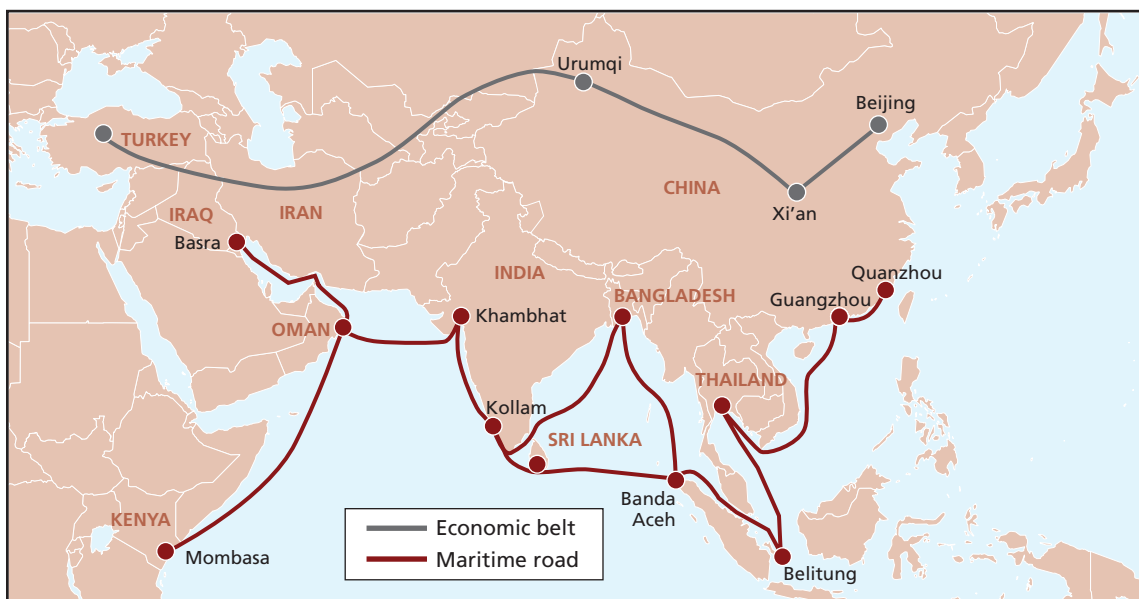 Urumqi
Beijing
TURKEY
CHINA
Xi’an
IRAQ
IRAN
Basra
INDIA
Quanzhou
BANGLADESH
Guangzhou
OMAN
Khambhat
THAILAND
Kollam
SRI LANKA
Banda
Aceh
KENYA
Mombasa
Economic belt
Maritime road
Belitung